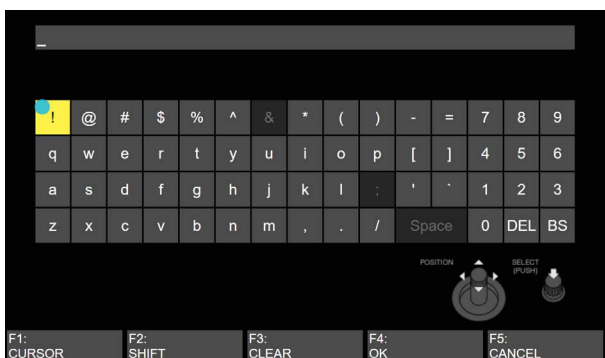 _
! @ # $ % ^ & * ( ) - = 7 8 9
q w e r t y u i o p [ ] 4 5 6
a s d f g h j k l ; ' ` 1 2 3
z x c v b n m , . / Space 0 DEL BS
POSITION SELECT
(PUSH)
F1: F2: F3: F4: F5:
CURSOR SHIFT CLEAR OK CANCEL